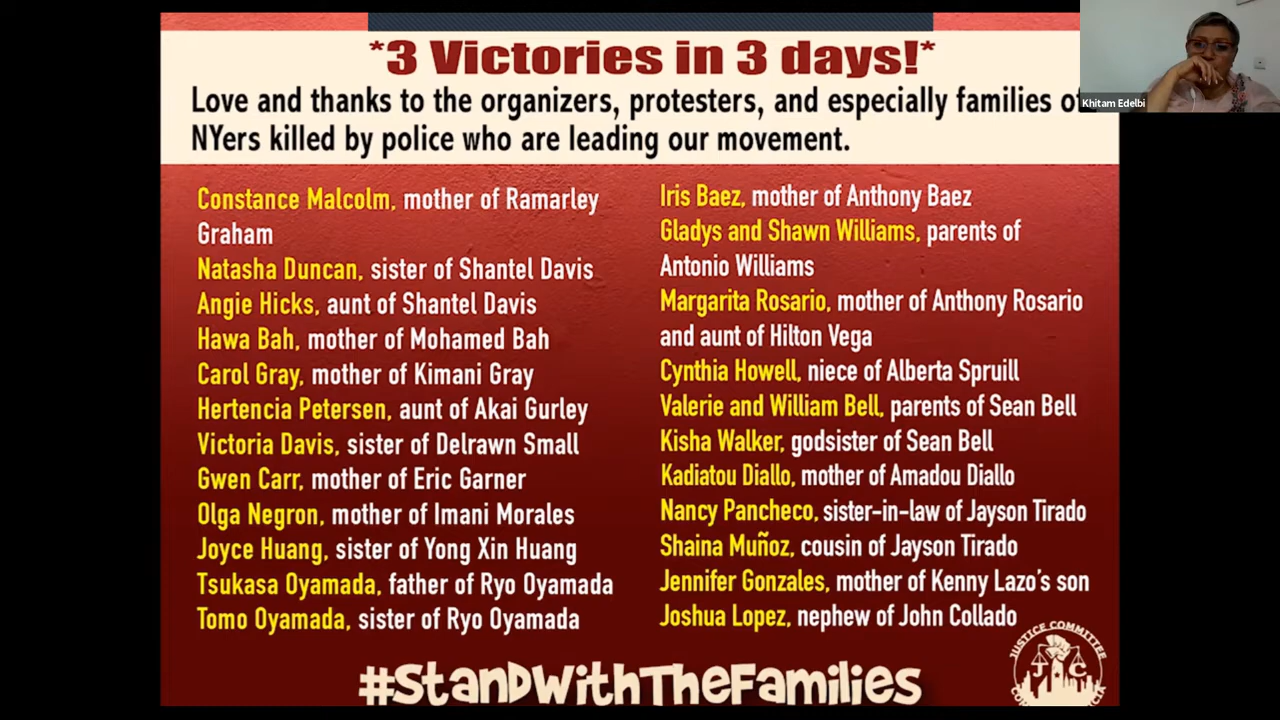 *3 Victories in 3 days!*
Love and thanks to the organizers, protesters, and especially families of
NYers killed by police who are leading our movement.
Khitam Edelbi
Constance Malcolm, mother of Ramarley
Graham
Natasha Duncan, sister of Shantel Davis
Angie Hicks, aunt of Shantel Davis
Hawa Bah, mother of Mohamed Bah
Carol Gray, mother of Kimani Gray
Hertencia Petersen, aunt of Akai Gurley
Victoria Davis, sister of Delrawn Small
Gwen Carr, mother of Eric Garner
Olga Negron, mother of Imani Morales
Joyce Huang, sister of Yong Xin Huang
Tsukasa Oyamada, father of Ryo Oyamada
Tomo Oyamada, sister of Ryo Oyamada
Iris Baez, mother of Anthony Baez
Gladys and Shawn Williams, parents of
Antonio Williams
Margarita Rosario, mother of Anthony Rosario
and aunt of Hilton Vega
Cynthia Howell, niece of Alberta Spruill
Valerie and William Bell, parents of Sean Bell
Kisha Walker, godsister of Sean Bell
Kadiatou Diallo, mother of Amadou Diallo
Nancy Pancheco, sister-in-law of Jayson Tirado
Shaina Muñoz, cousin of Jayson Tirado
Jennifer Gonzales, mother of Kenny Lazo's son
Joshua Lopez, nephew of John Collado
#StandWithTheFamilies
JUSTICE COMMITTEE
J C